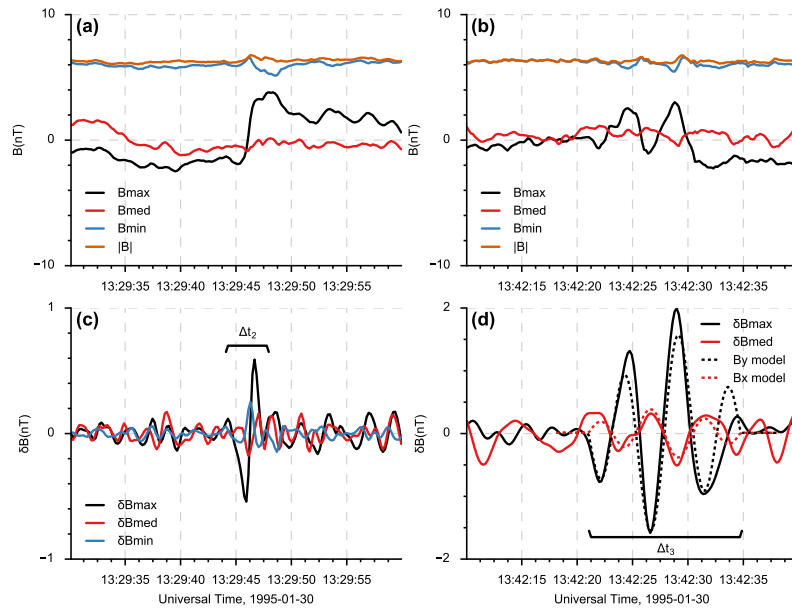 (a)
10
0
−10
B(nT)
Bmax
Bmed
Bmin
|B|
13:29:35 13:29:40 13:29:45 13:29:50 13:29:55
(b)
10
0
−10
B(nT)
Bmax
Bmed
Bmin
|B|
13:42:15 13:42:20 13:42:25 13:42:30 13:42:35
(c)
1
0
−1
δB(nT)
Δt₂
δBmax
δBmed
δBmin
13:29:35 13:29:40 13:29:45 13:29:50 13:29:55
Universal Time, 1995-01-30
(d)
2
0
−2
δB(nT)
δBmax
δBmed
By model
Bx model
Δt₃
13:42:15 13:42:20 13:42:25 13:42:30 13:42:35
Universal Time, 1995-01-30